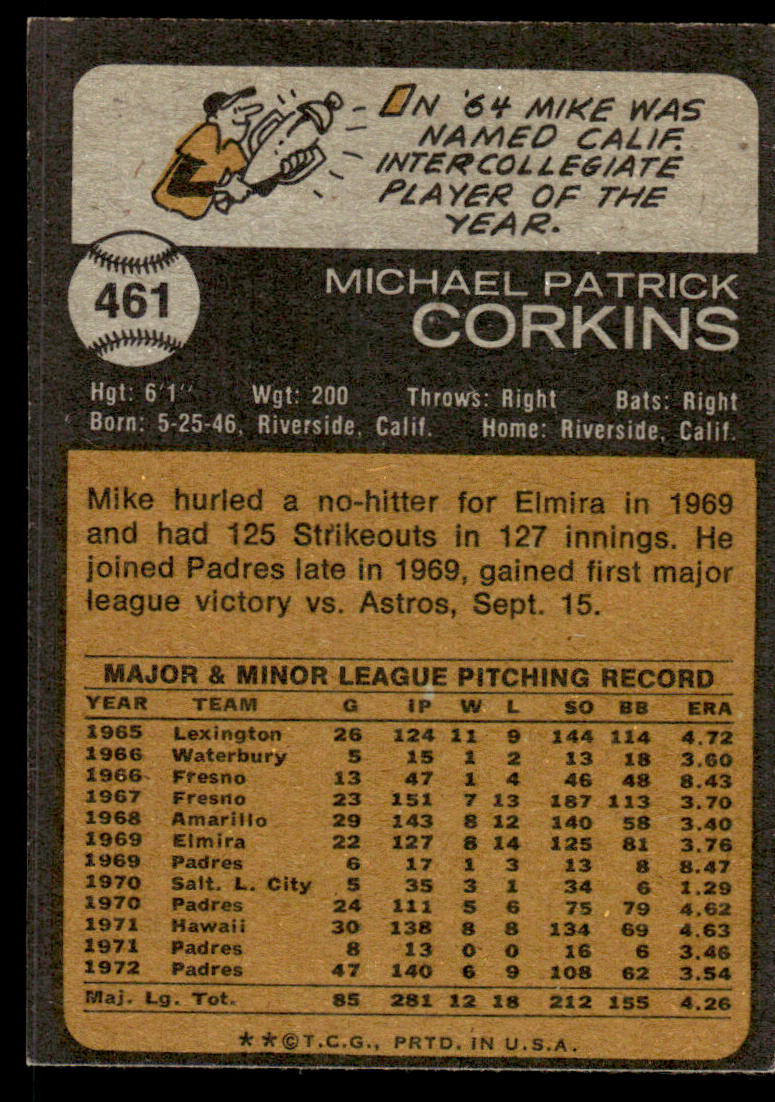 IN '64 MIKE WAS
NAMED CALIF.
INTERCOLLEGIATE
PLAYER OF THE
YEAR.
461
MICHAEL PATRICK
CORKINS
Hgt: 6'1" Wgt: 200 Throws: Right Bats: Right
Born: 5-25-46, Riverside, Calif. Home: Riverside, Calif.
Mike hurled a no-hitter for Elmira in 1969
and had 125 Strikeouts in 127 innings. He
joined Padres late in 1969, gained first major
league victory vs. Astros, Sept. 15.
MAJOR & MINOR LEAGUE PITCHING RECORD
YEAR TEAM G IP W L SO BB ERA
1965 Lexington 26 124 11 9 144 114 4.72
1966 Waterbury 5 15 1 2 13 18 3.60
1966 Fresno 13 47 1 4 46 48 8.43
1967 Fresno 23 151 7 13 187 113 3.70
1968 Amarillo 29 143 8 12 140 58 3.40
1969 Elmira 22 127 8 14 125 81 3.76
1969 Padres 6 17 1 3 13 8 8.47
1970 Salt. L. City 5 35 3 1 34 6 1.29
1970 Padres 24 111 5 6 75 79 4.62
1971 Hawaii 30 138 8 8 134 69 4.63
1971 Padres 8 13 0 0 16 6 3.46
1972 Padres 47 140 6 9 108 62 3.54
Maj. Lg. Tot. 85 281 12 18 212 155 4.26
**©T.C.G., PRTD. IN U.S.A.